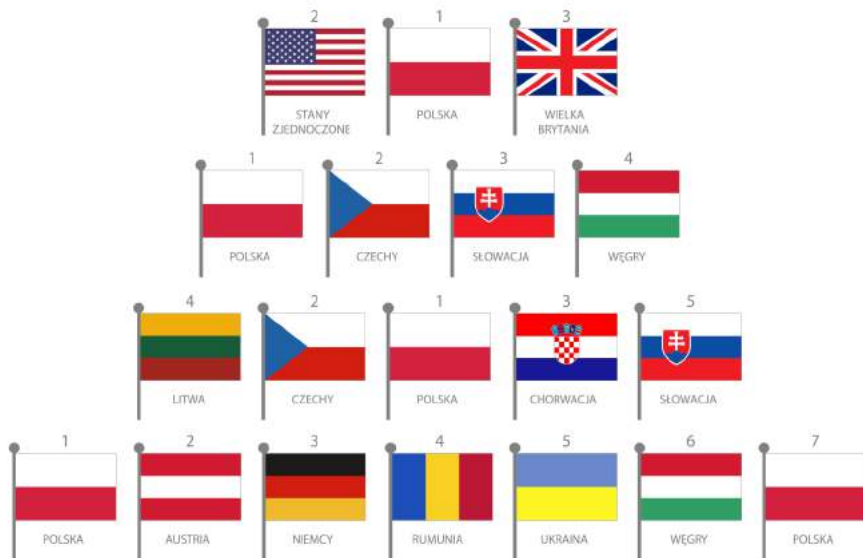 2 1 3
STANY ZJEDNOCZONE POLSKA WIELKA BRYTANIA
1 2 3 4
POLSKA CZECHY SŁOWACJA WĘGRY
4 2 1 3 5
LITWA CZECHY POLSKA CHORWACJA SŁOWACJA
1 2 3 4 5 6 7
POLSKA AUSTRIA NIEMCY RUMUNIA UKRAINA WĘGRY POLSKA